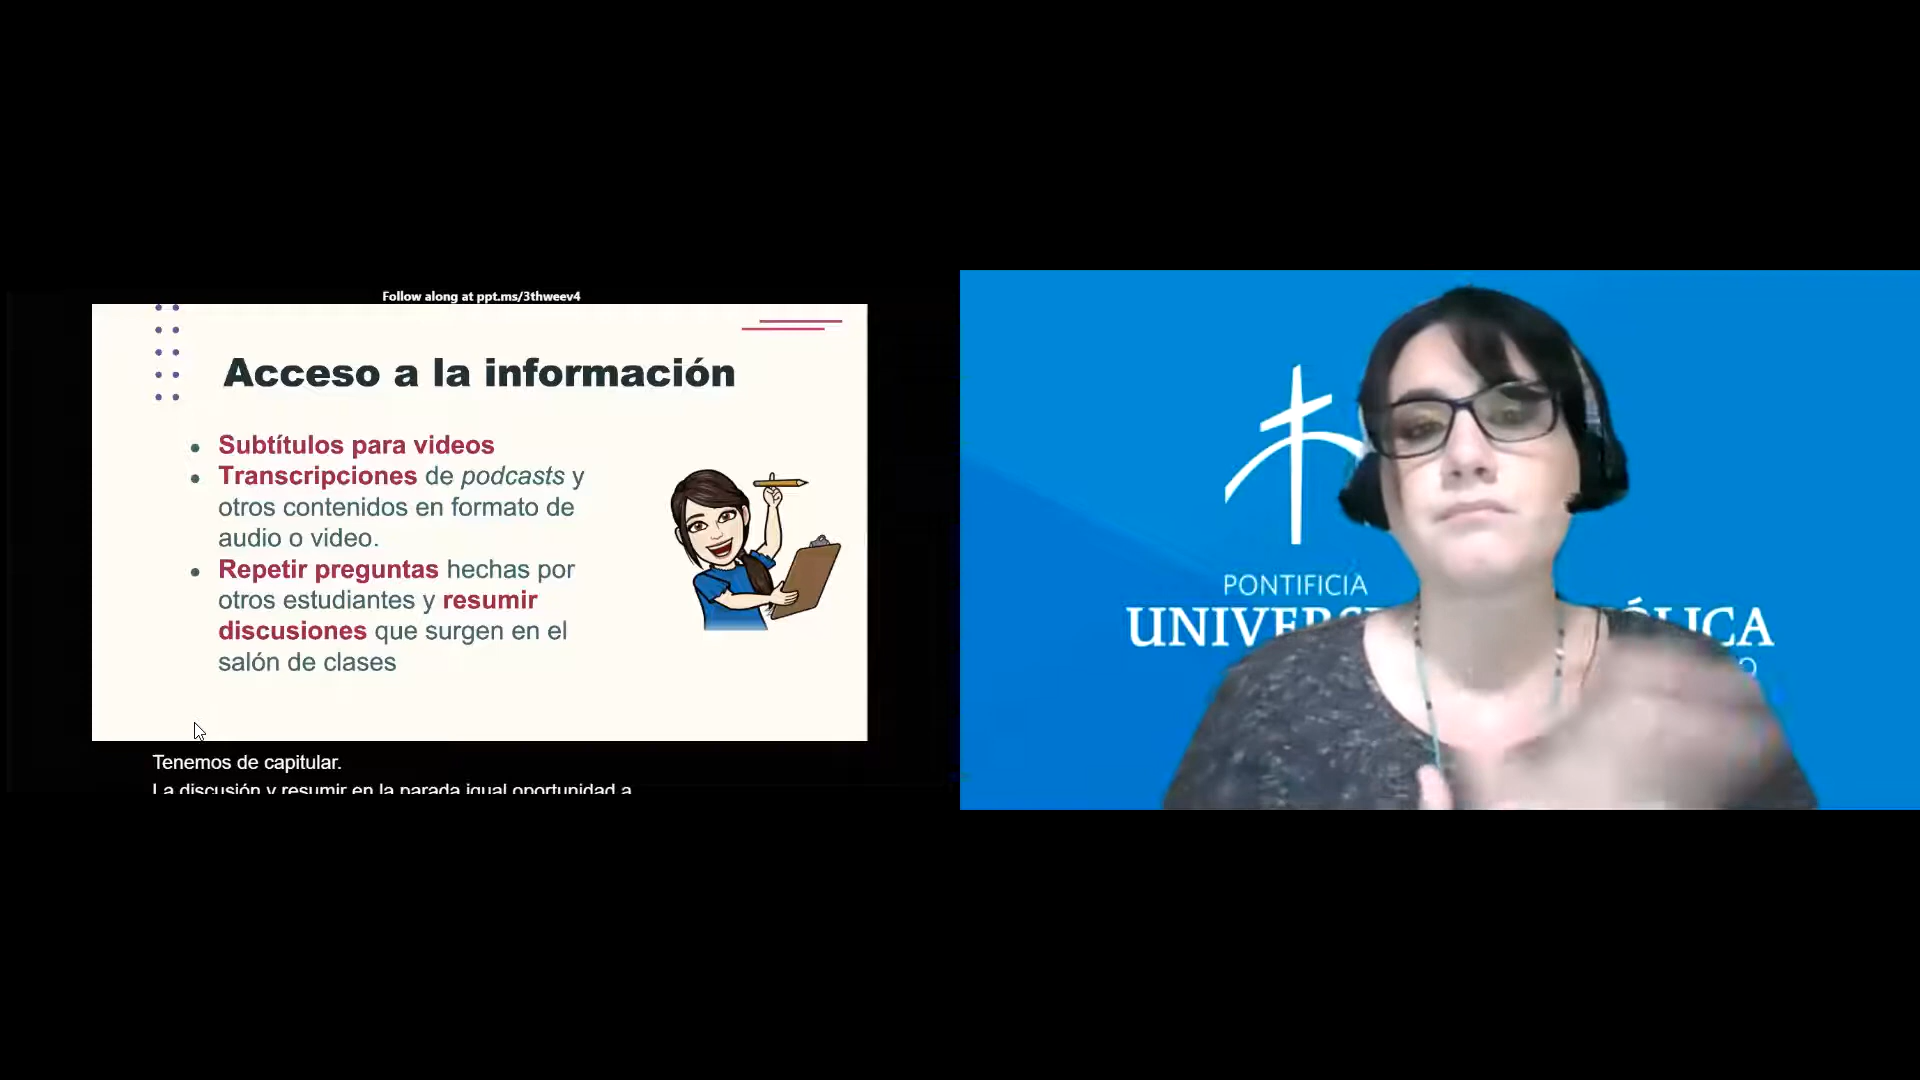 Follow along at ppt.ms/3thweev4
Acceso a la información
• Subtítulos para videos
• Transcripciones de podcasts y
otros contenidos en formato de
audio o video.
• Repetir preguntas hechas por
otros estudiantes y resumir
discusiones que surgen en el
salón de clases
Tenemos de capitular.
La discusión y resumir en la parada igual oportunidad a
PONTIFICIA